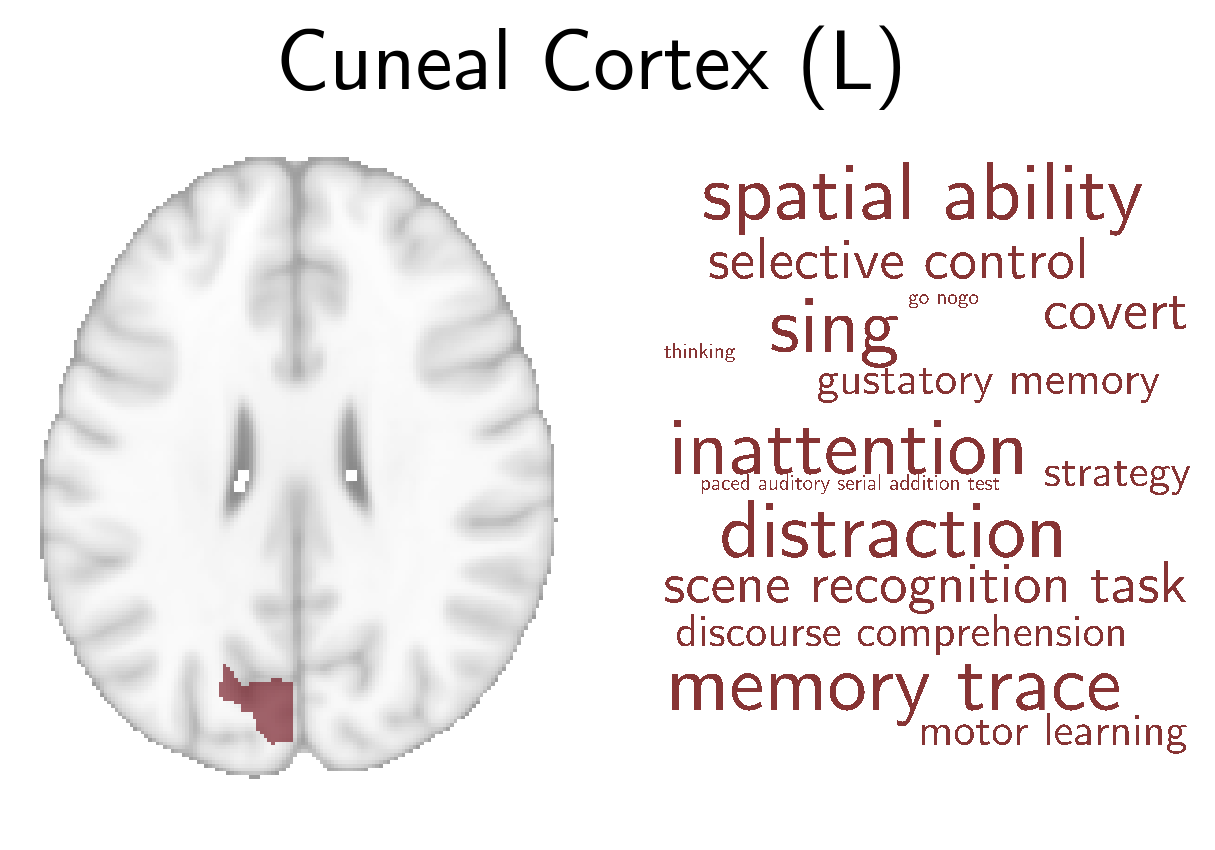 Cuneal Cortex (L)
spatial ability
selective control
go nogo
covert
sing
thinking
gustatory memory
inattention
strategy
paced auditory serial addition test
distraction
scene recognition task
discourse comprehension
memory trace
motor learning